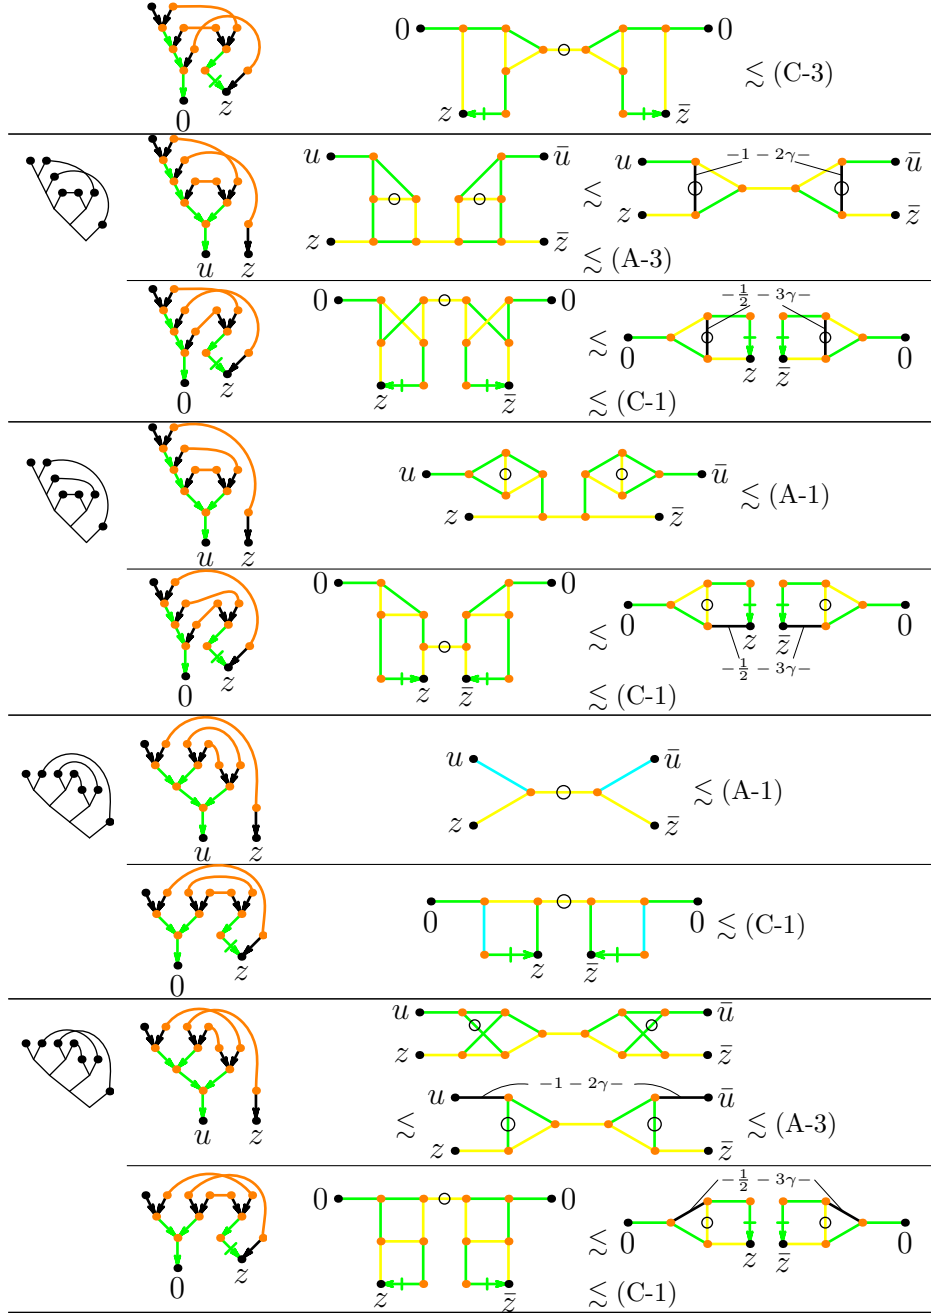 0 0
≲ (C-3)
z z̄
0 z
u ū u -1 - 2γ- ū
≲
z z̄ z z̄
≲ (A-3)
u z
0 0 -1/2 - 3γ-
≲
0 z z̄ 0
z z̄ ≲ (C-1)
0 z
u ū
≲ (A-1)
z z̄
u z
0 0
≲
0 z z̄ 0
-1/2 - 3γ-
z z̄ ≲ (C-1)
0 z
u ū
≲ (A-1)
z z̄
u z
0 0
≲ (C-1)
z z̄
0 z
u ū
z z̄
-1 - 2γ-
u ū
≲ ≲ (A-3)
z z̄
u z
-1/2 - 3γ-
0 0
≲
0 z z̄ 0
z z̄ ≲ (C-1)
0 z